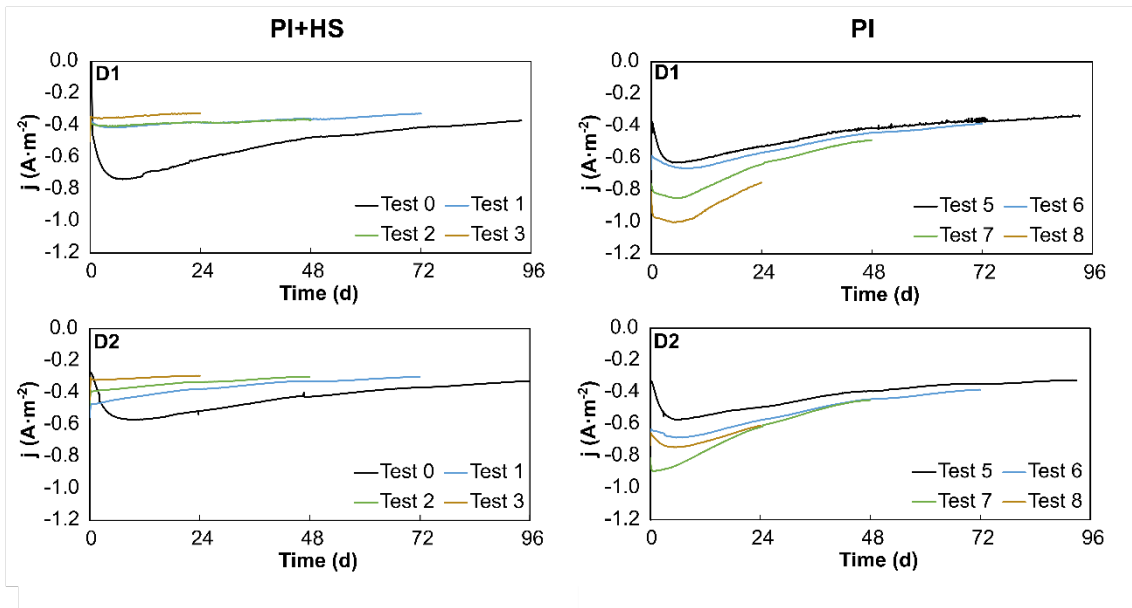 PI+HS
PI
D1
0.0
-0.2
-0.4
-0.6
-0.8
-1.0
-1.2
j (A·m⁻²)
Test 0
Test 1
Test 2
Test 3
0
24
48
72
96
Time (d)
D1
0.0
-0.2
-0.4
-0.6
-0.8
-1.0
-1.2
j (A·m⁻²)
Test 5
Test 6
Test 7
Test 8
0
24
48
72
96
Time (d)
D2
0.0
-0.2
-0.4
-0.6
-0.8
-1.0
-1.2
j (A·m⁻²)
Test 0
Test 1
Test 2
Test 3
0
24
48
72
96
Time (d)
D2
0.0
-0.2
-0.4
-0.6
-0.8
-1.0
-1.2
j (A·m⁻²)
Test 5
Test 6
Test 7
Test 8
0
24
48
72
96
Time (d)